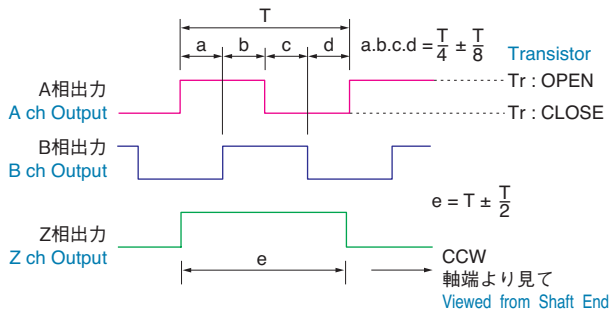 T
a b c d
a.b.c.d = T/4 ± T/8
Transistor
A相出力
A ch Output
Tr : OPEN
Tr : CLOSE
B相出力
B ch Output
e = T ± T/2
Z相出力
Z ch Output
e
CCW
軸端より見て
Viewed from Shaft End